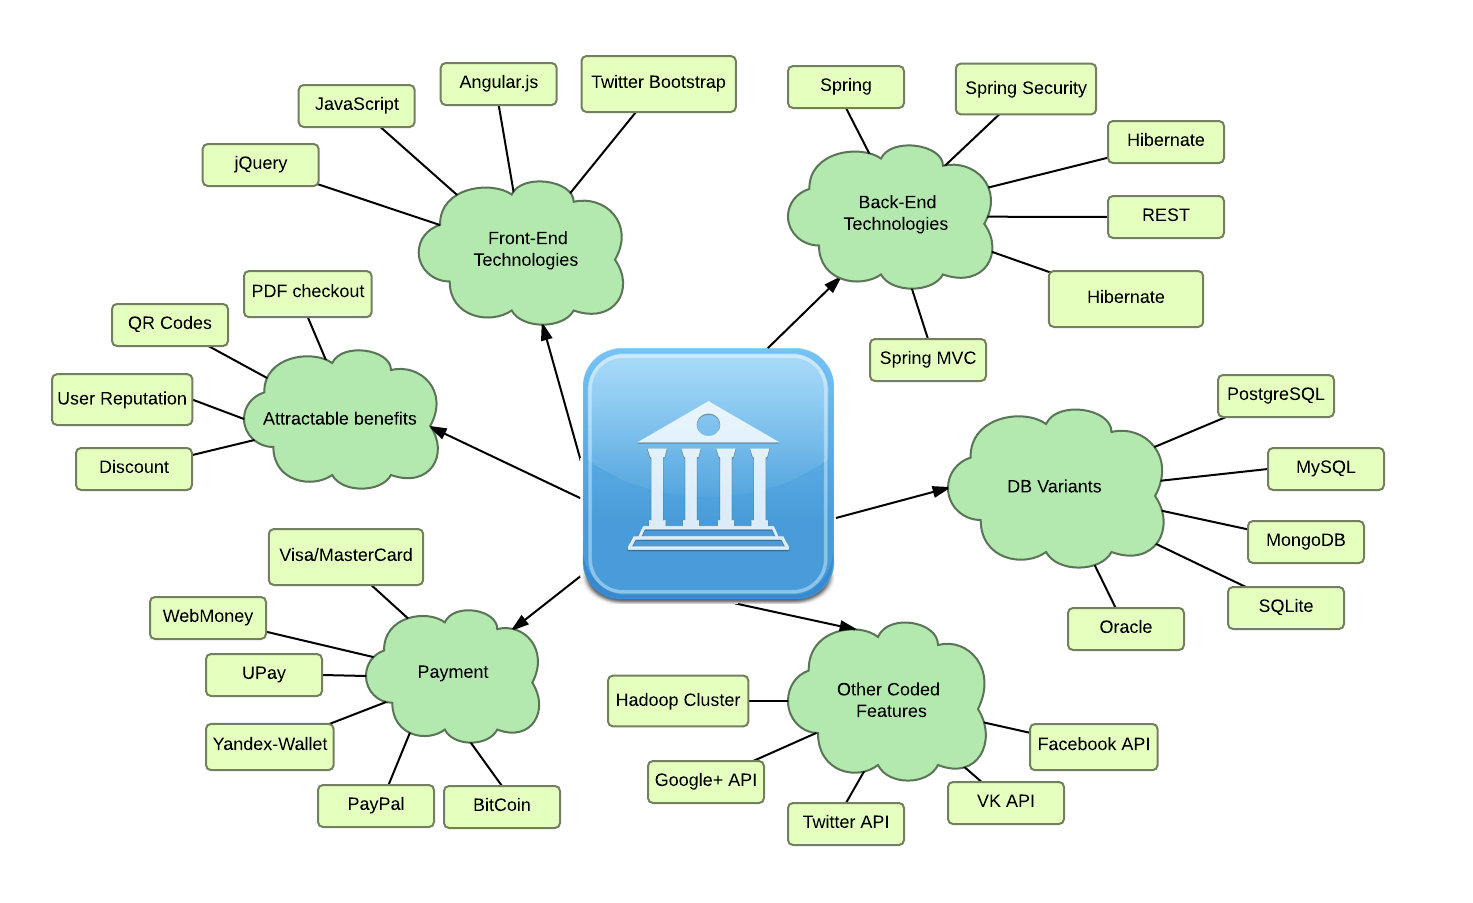 Angular.js
Twitter Bootstrap
JavaScript
jQuery
Front-End
Technologies
Spring
Spring Security
Hibernate
REST
Hibernate
Spring MVC
Back-End
Technologies
PDF checkout
QR Codes
User Reputation
Discount
Attractable benefits
PostgreSQL
MySQL
MongoDB
SQLite
Oracle
DB Variants
Visa/MasterCard
WebMoney
UPay
Yandex-Wallet
PayPal
BitCoin
Payment
Other Coded
Features
Hadoop Cluster
Google+ API
Twitter API
VK API
Facebook API